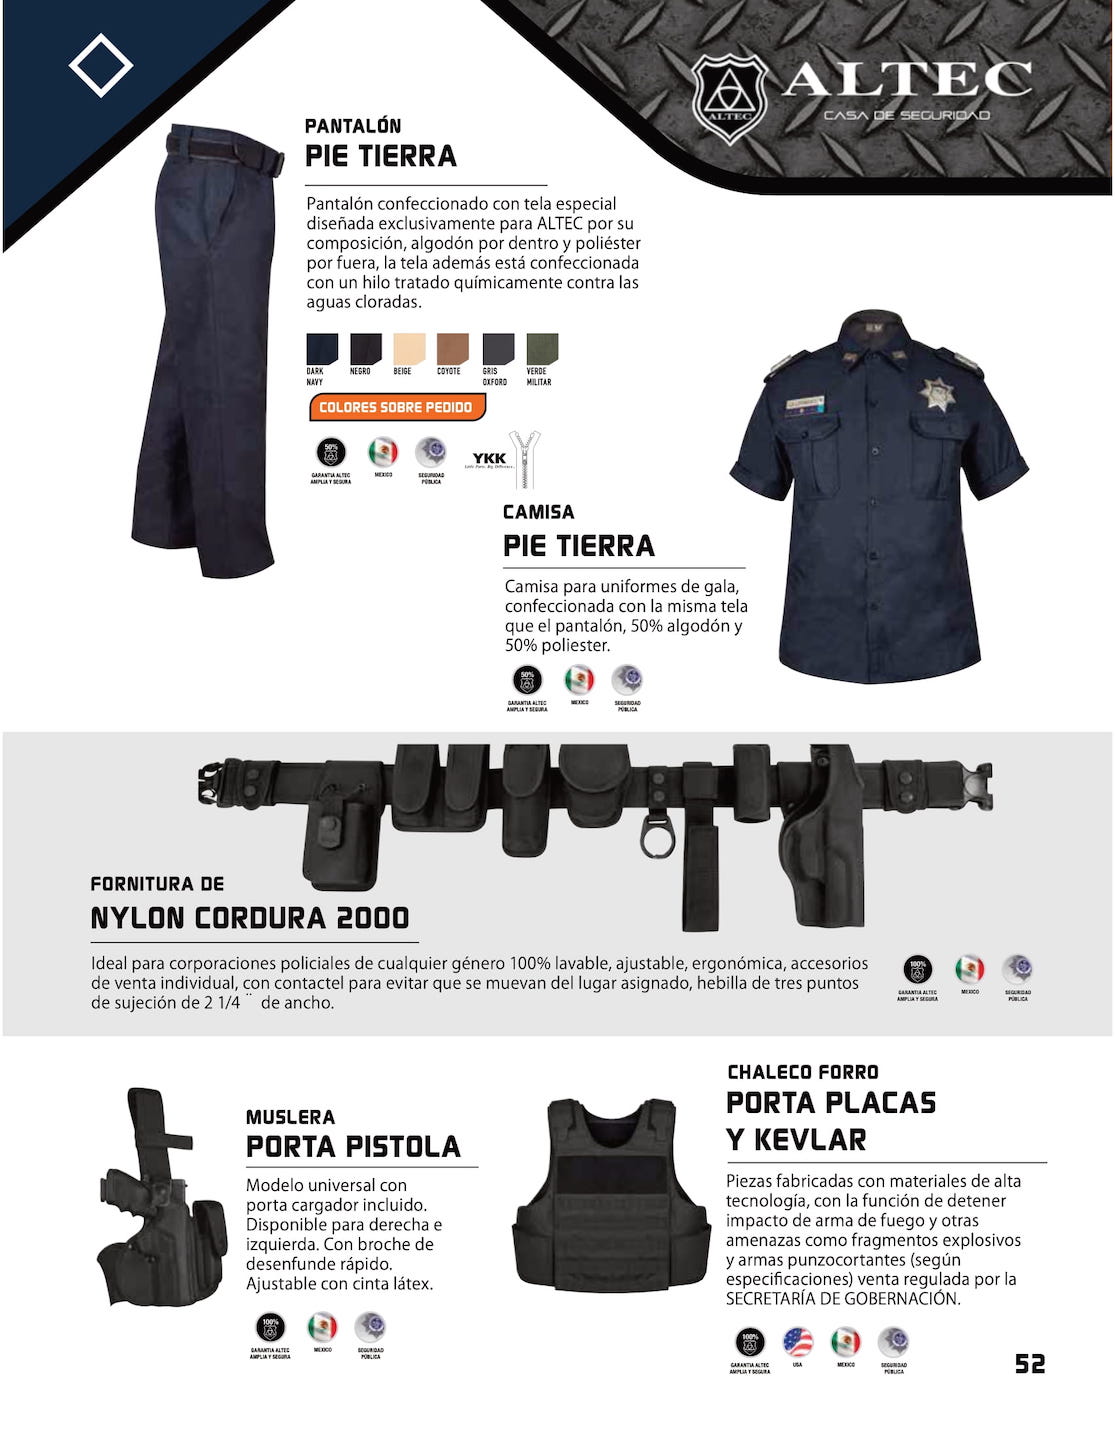 ALTEC
CASA DE SEGURIDAD
ALTEC
PANTALÓN
PIE TIERRA
Pantalón confeccionado con tela especial
diseñada exclusivamente para ALTEC por su
composición, algodón por dentro y poliéster
por fuera, la tela además está confeccionada
con un hilo tratado químicamente contra las
aguas cloradas.
DARK NAVY
NEGRO
BEIGE
COYOTE
GRIS OXFORD
VERDE MILITAR
COLORES SOBRE PEDIDO
50%
GARANTIA ALTEC
AMPLIA Y SEGURA
MEXICO
SEGURIDAD
PÚBLICA
YKK
Little Parts. Big Difference.
CAMISA
PIE TIERRA
Camisa para uniformes de gala,
confeccionada con la misma tela
que el pantalón, 50% algodón y
50% poliester.
50%
GARANTIA ALTEC
AMPLIA Y SEGURA
MEXICO
SEGURIDAD
PÚBLICA
FORNITURA DE
NYLON CORDURA 2000
Ideal para corporaciones policiales de cualquier género 100% lavable, ajustable, ergonómica, accesorios
de venta individual, con contactel para evitar que se muevan del lugar asignado, hebilla de tres puntos
de sujeción de 2 1/4 ¨ de ancho.
100%
GARANTIA ALTEC
AMPLIA Y SEGURA
MEXICO
SEGURIDAD
PÚBLICA
MUSLERA
PORTA PISTOLA
Modelo universal con
porta cargador incluido.
Disponible para derecha e
izquierda. Con broche de
desenfunde rápido.
Ajustable con cinta látex.
100%
GARANTIA ALTEC
AMPLIA Y SEGURA
MEXICO
SEGURIDAD
PÚBLICA
CHALECO FORRO
PORTA PLACAS
Y KEVLAR
Piezas fabricadas con materiales de alta
tecnología, con la función de detener
impacto de arma de fuego y otras
amenazas como fragmentos explosivos
y armas punzocortantes (según
especificaciones) venta regulada por la
SECRETARÍA DE GOBERNACIÓN.
100%
GARANTIA ALTEC
AMPLIA Y SEGURA
USA
MEXICO
SEGURIDAD
PÚBLICA
52